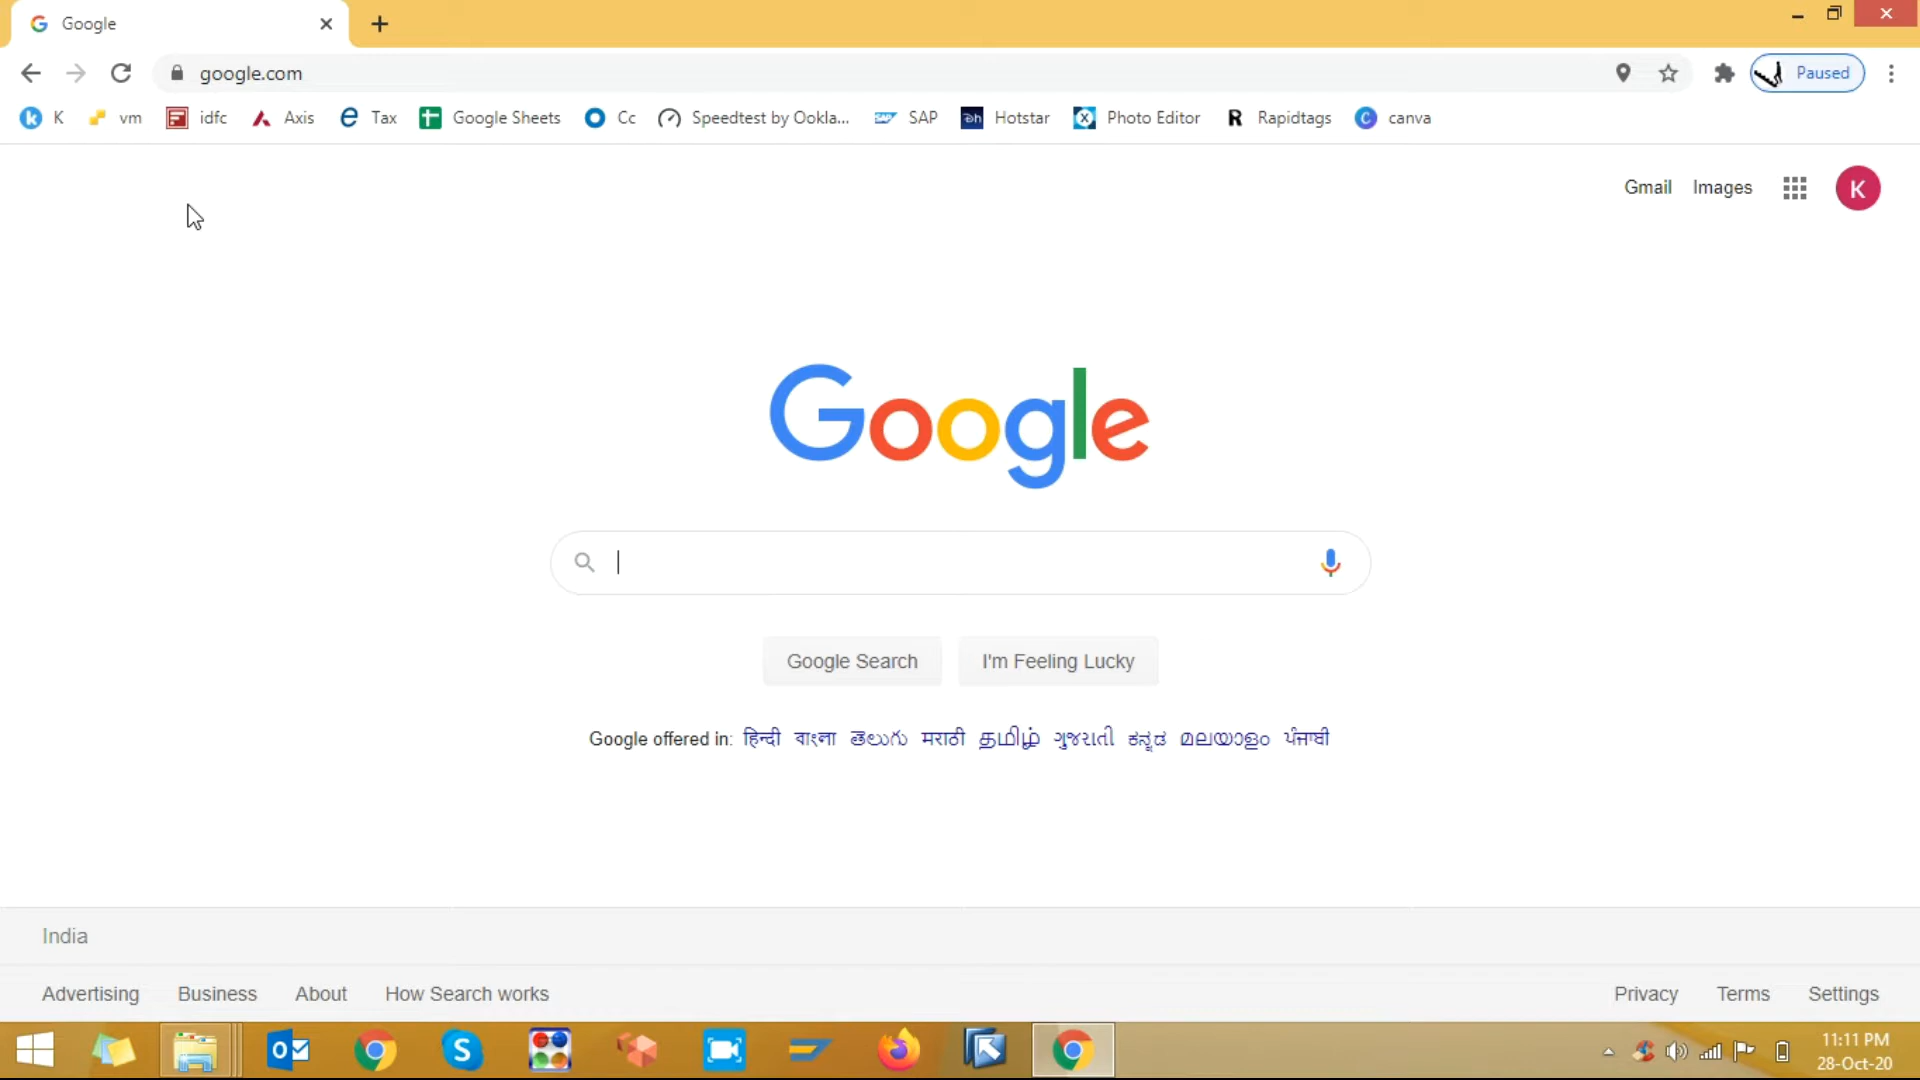 Google
google.com
Paused
K vm idfc Axis Tax Google Sheets Cc Speedtest by Ookla... SAP Hotstar Photo Editor Rapidtags canva
Gmail Images K
Google
Google Search I'm Feeling Lucky
Google offered in: हिन्दी বাংলা తెలుగు मराठी தமிழ் ગુજરાતી ಕನ್ನಡ മലയാളം ਪੰਜਾਬੀ
India
Advertising Business About How Search works Privacy Terms Settings
11:11 PM
28-Oct-20